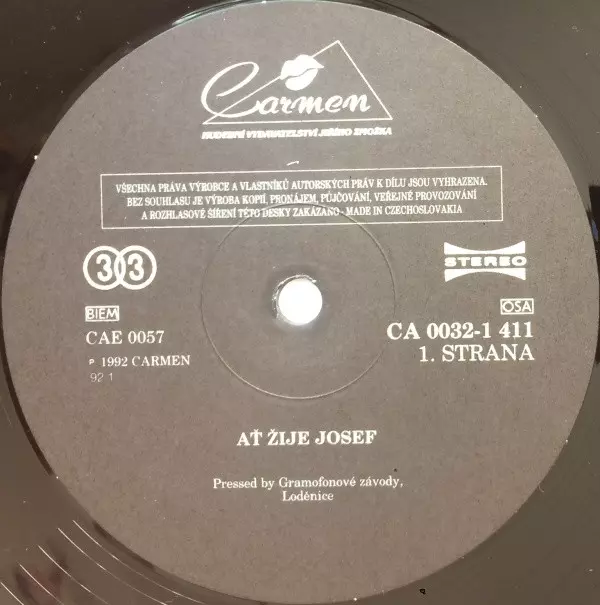 Carmen
HUDEBNÍ VYDAVATELSTVÍ JIŘÍHO ZMOŽKA
VŠECHNA PRÁVA VÝROBCE A VLASTNÍKŮ AUTORSKÝCH PRÁV K DÍLU JSOU VYHRAZENA.
BEZ SOUHLASU JE VÝROBA KOPIÍ, PRONÁJEM, PŮJČOVÁNÍ, VEŘEJNÉ PROVOZOVÁNÍ
A ROZHLASOVÉ ŠÍŘENÍ TÉTO DESKY ZAKÁZÁNO - MADE IN CZECHOSLOVAKIA
33
STEREO
BIEM
OSA
CAE 0057
CA 0032-1 411
℗ 1992 CARMEN
1. STRANA
92 1
AŤ ŽIJE JOSEF
Pressed by Gramofonové závody,
Loděnice